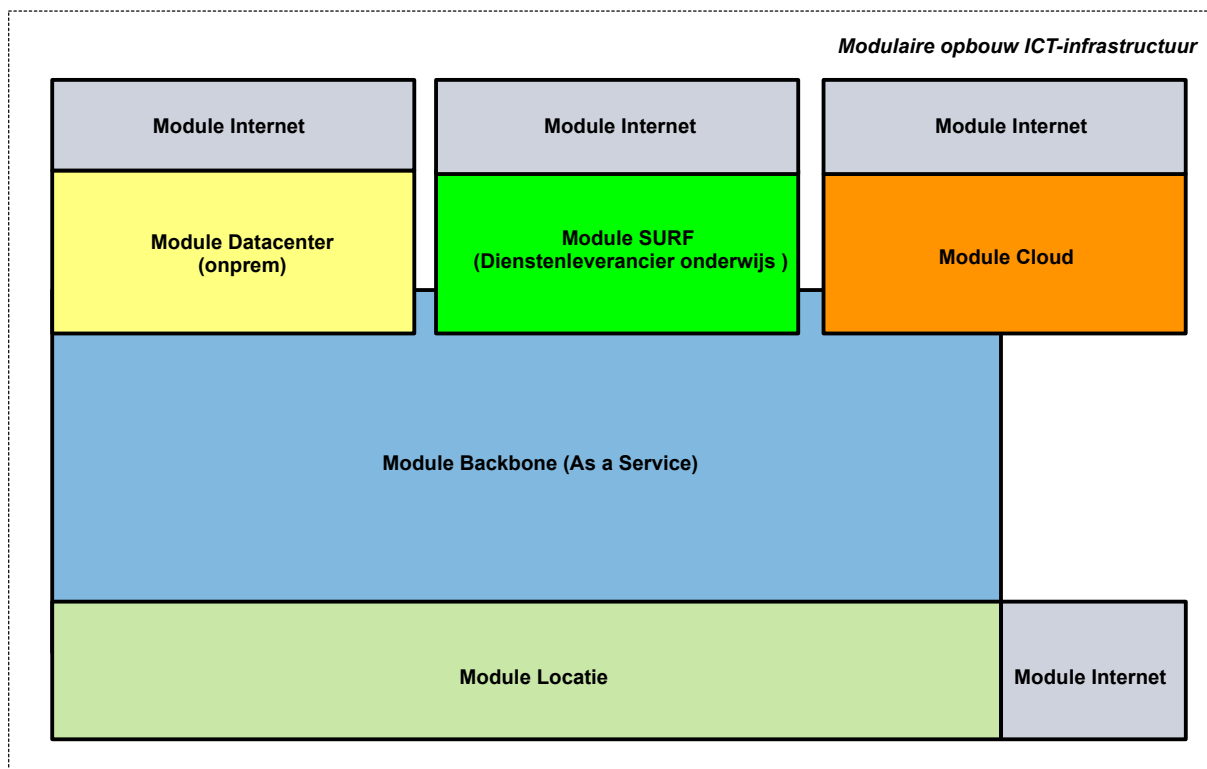 Modulaire opbouw ICT-infrastructuur
Module Internet
Module Internet
Module Internet
Module Datacenter
(onprem)
Module SURF
(Dienstenleverancier onderwijs )
Module Cloud
Module Backbone (As a Service)
Module Locatie
Module Internet